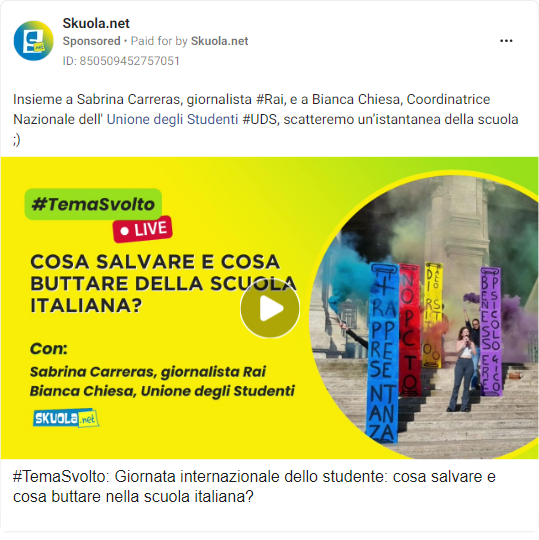 Skuola.net
Sponsored • Paid for by Skuola.net
ID: 850509452757051
Insieme a Sabrina Carreras, giornalista #Rai, e a Bianca Chiesa, Coordinatrice
Nazionale dell' Unione degli Studenti #UDS, scatteremo un'istantanea della scuola
;)
#TemaSvolto
LIVE
COSA SALVARE E COSA
BUTTARE DELLA SCUOLA
ITALIANA?
Con:
Sabrina Carreras, giornalista Rai
Bianca Chiesa, Unione degli Studenti
SKUOLA.net
+RAPPRESENTANZA
NO PCTO
BENESSERE
PSICOLOGICO
#TemaSvolto: Giornata internazionale dello studente: cosa salvare e
cosa buttare nella scuola italiana?